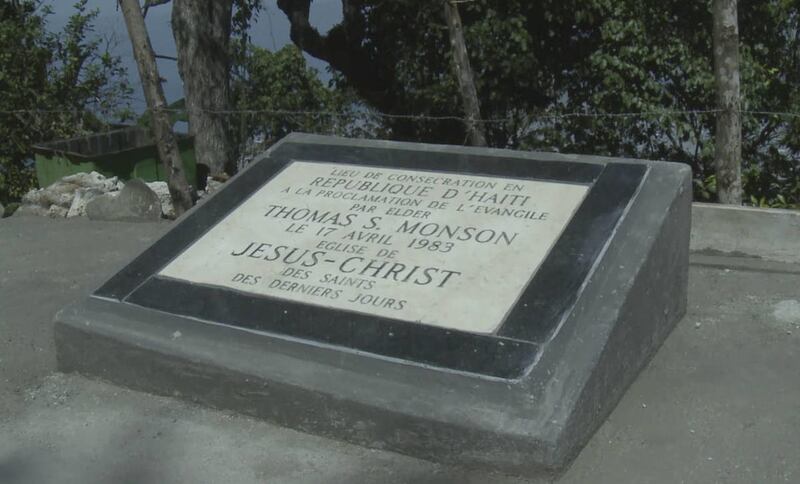 LIEU DE CONSECRATION EN
REPUBLIQUE D'HAITI
A LA PROCLAMATION DE L'EVANGILE
PAR ELDER
THOMAS S. MONSON
LE 17 AVRIL 1983
EGLISE DE
JESUS-CHRIST
DES SAINTS
DES DERNIERS JOURS